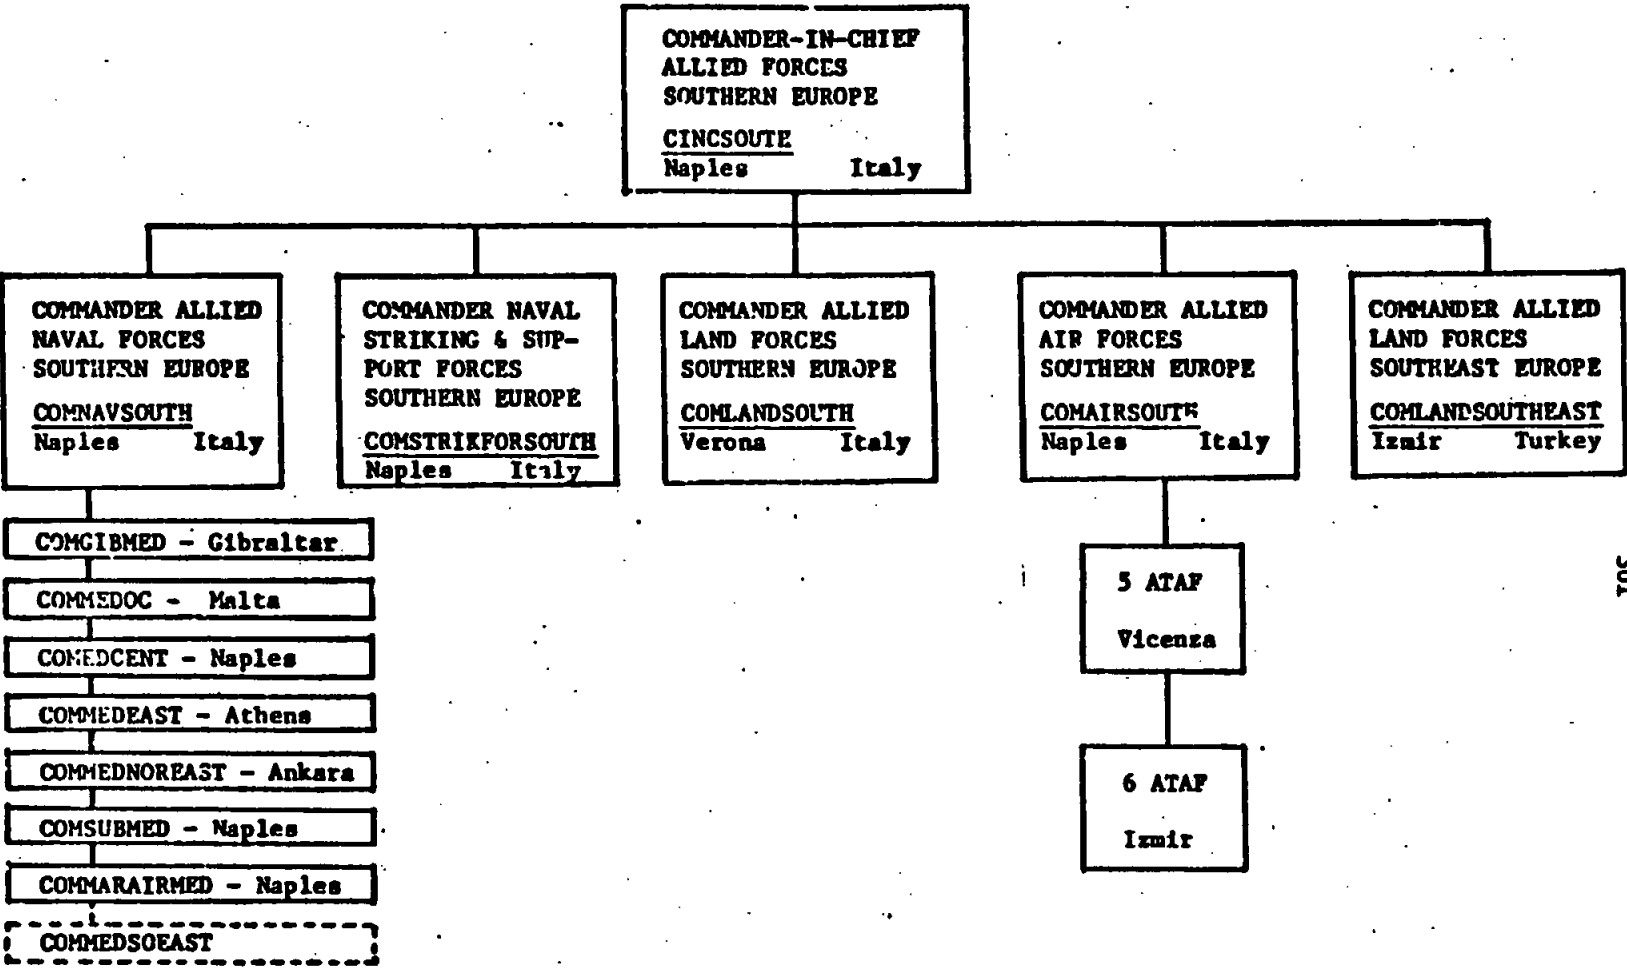 COMMANDER-IN-CHIEF
ALLIED FORCES
SOUTHERN EUROPE
CINCSOUTE
Naples Italy
COMMANDER ALLIED
NAVAL FORCES
SOUTHERN EUROPE
COMNAVSOUTH
Naples Italy
COMMANDER NAVAL
STRIKING & SUP-
PORT FORCES
SOUTHERN EUROPE
COMSTRIKFORSOUTH
Naples Italy
COMMANDER ALLIED
LAND FORCES
SOUTHERN EUROPE
COMLANDSOUTH
Verona Italy
COMMANDER ALLIED
AIR FORCES
SOUTHERN EUROPE
COMAIRSOUTH
Naples Italy
COMMANDER ALLIED
LAND FORCES
SOUTHEAST EUROPE
COMLANDSOUTHEAST
Izmir Turkey
COMGIBMED - Gibraltar
COMMEDOC - Malta
COMEDCENT - Naples
COMMEDEAST - Athens
COMMEDNOREAST - Ankara
COMSUBMED - Naples
COMMARAIRMED - Naples
COMMEDSOEAST
5 ATAF
Vicenza
6 ATAF
Izmir